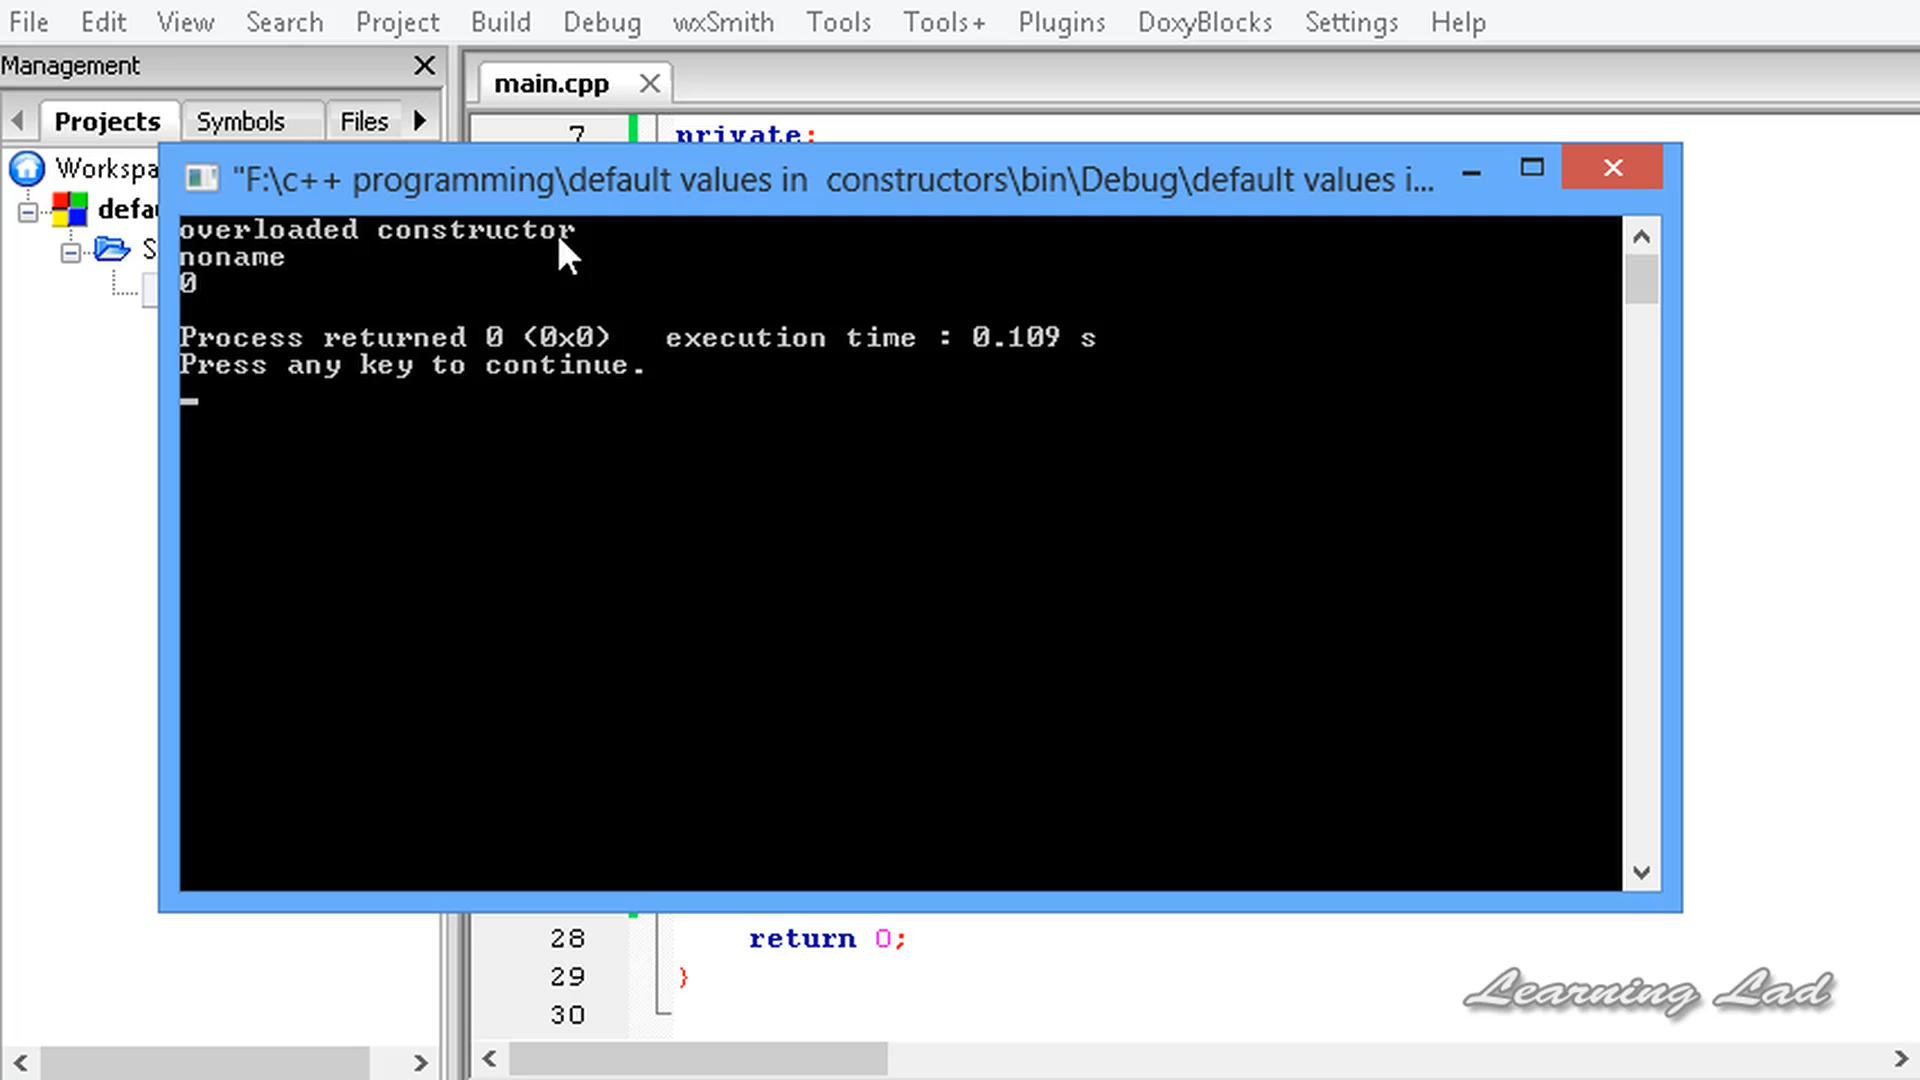 File Edit View Search Project Build Debug wxSmith Tools Tools+ Plugins DoxyBlocks Settings Help
Management
main.cpp
Projects Symbols Files
7 private:
Workspa
"F:\c++ programming\default values in  constructors\bin\Debug\default values i...
defau
S
overloaded constructor
noname
0
Process returned 0 (0x0)   execution time : 0.109 s
Press any key to continue.
28 return 0;
29 }
30
Learning Lad